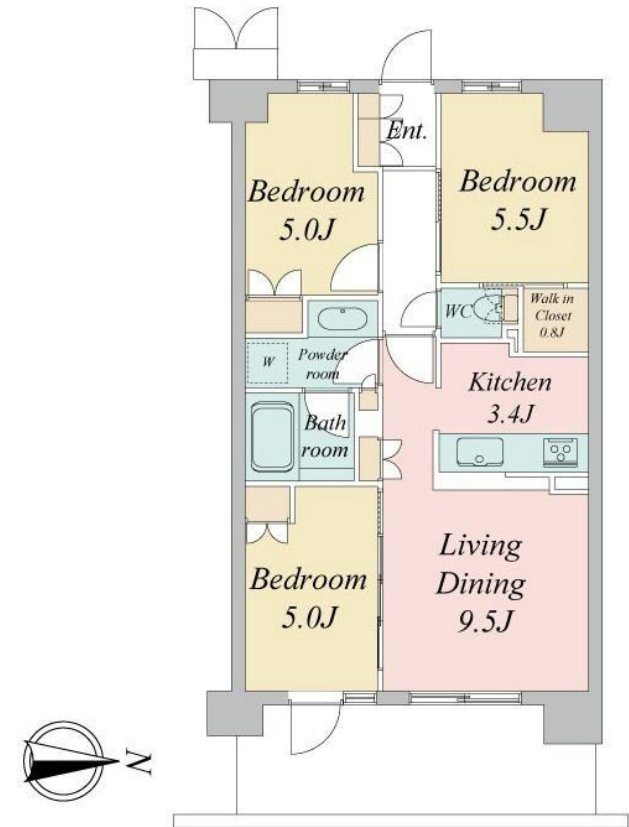 Ent.
Bedroom
5.0J
Bedroom
5.5J
WC
Walk in
Closet
0.8J
W
Powder
room
Kitchen
3.4J
Bath
room
Living
Dining
9.5J
Bedroom
5.0J
N